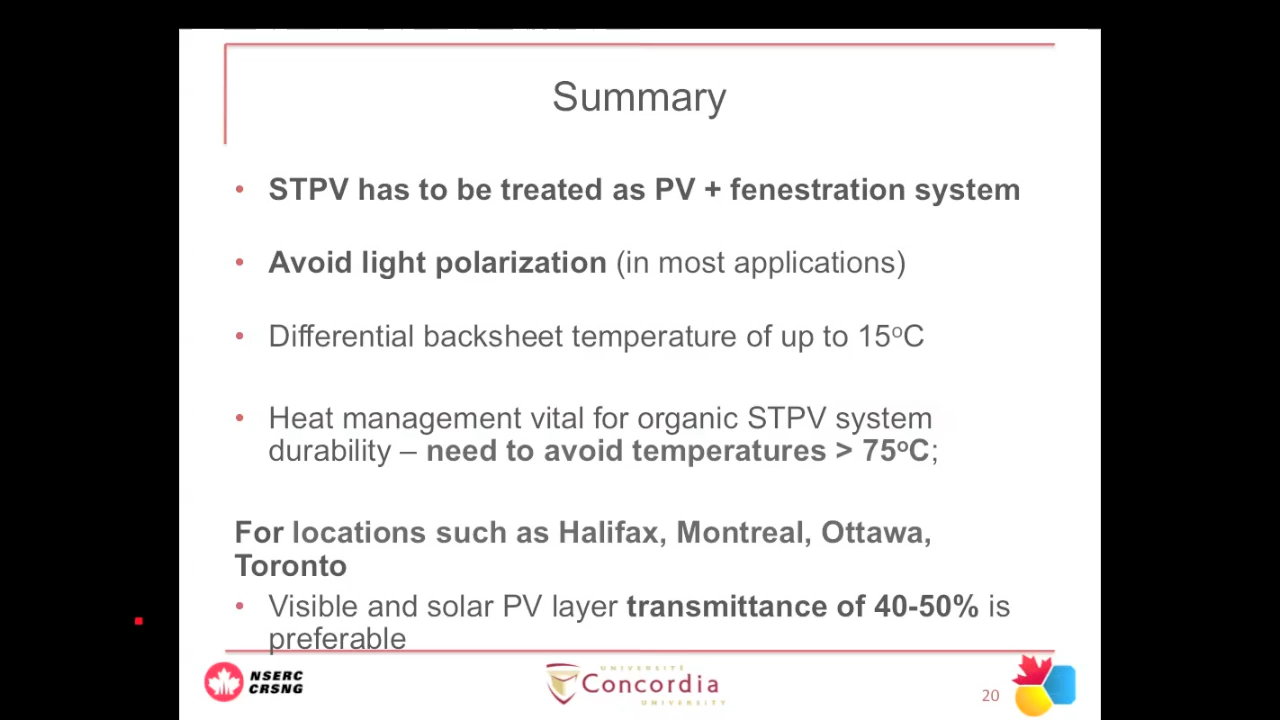 Summary
• STPV has to be treated as PV + fenestration system
• Avoid light polarization (in most applications)
• Differential backsheet temperature of up to 15ºC
• Heat management vital for organic STPV system
durability – need to avoid temperatures > 75ºC;
For locations such as Halifax, Montreal, Ottawa,
Toronto
• Visible and solar PV layer transmittance of 40-50% is
preferable
NSERC
CRSNG
UNIVERSITÉ
Concordia
UNIVERSITY
20